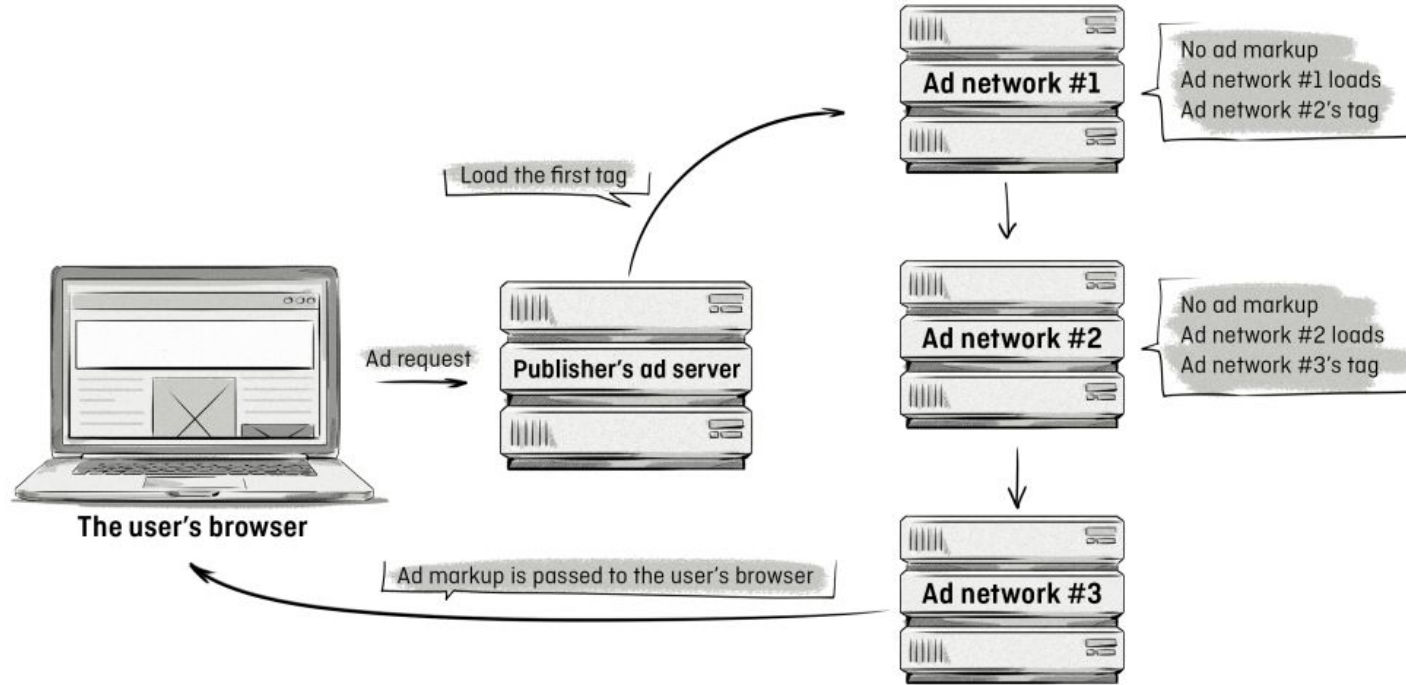 Ad network #1
No ad markup
Ad network #1 loads
Ad network #2's tag
Load the first tag
Ad network #2
No ad markup
Ad network #2 loads
Ad network #3's tag
Ad request
Publisher's ad server
The user's browser
Ad markup is passed to the user's browser
Ad network #3